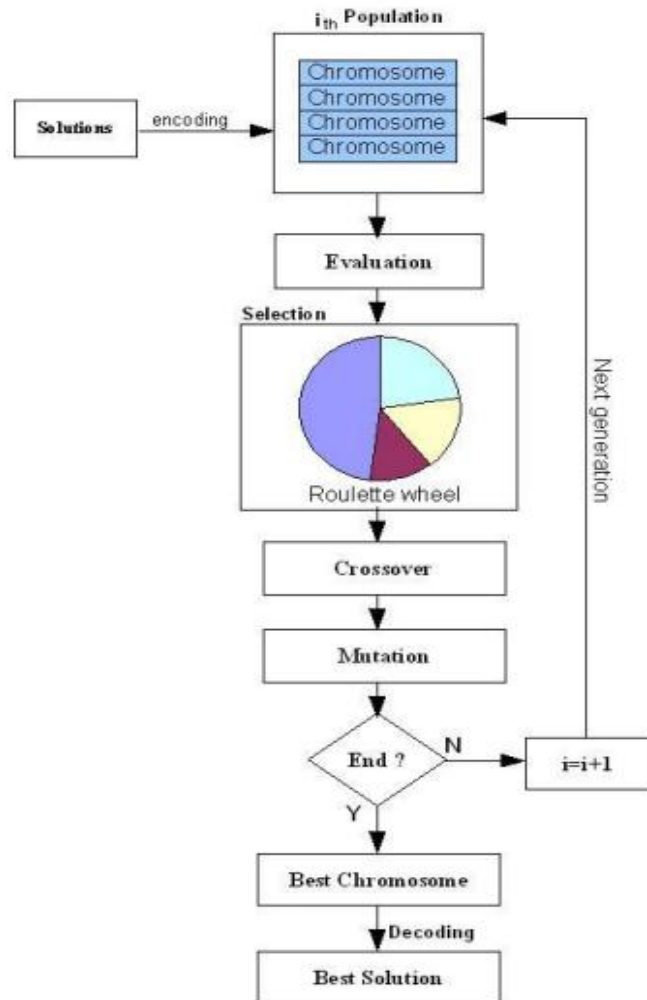 i th Population
Chromosome
Chromosome
Chromosome
Chromosome
Solutions
encoding
Evaluation
Selection
Roulette wheel
Next generation
Crossover
Mutation
End ?
N
i=i+1
Y
Best Chromosome
Decoding
Best Solution